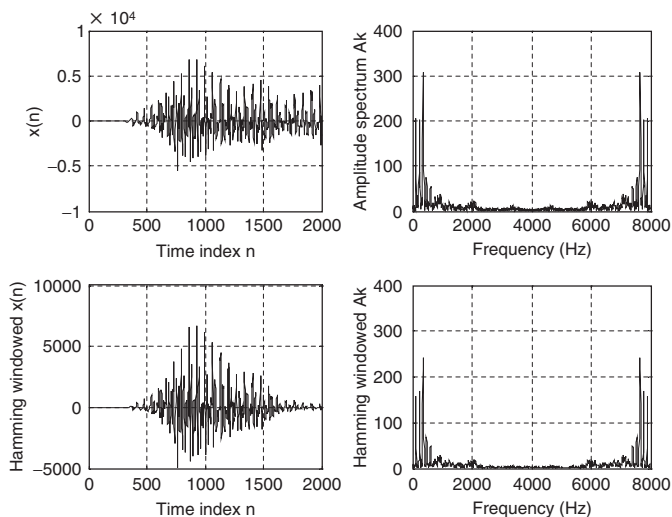 1 × 10⁴
1
0.5
0
−0.5
−1
x(n)
0 500 1000 1500 2000
Time index n
400
300
200
100
0
Amplitude spectrum Ak
0 2000 4000 6000 8000
Frequency (Hz)
10000
5000
0
−5000
Hamming windowed x(n)
0 500 1000 1500 2000
Time index n
400
300
200
100
0
Hamming windowed Ak
0 2000 4000 6000 8000
Frequency (Hz)